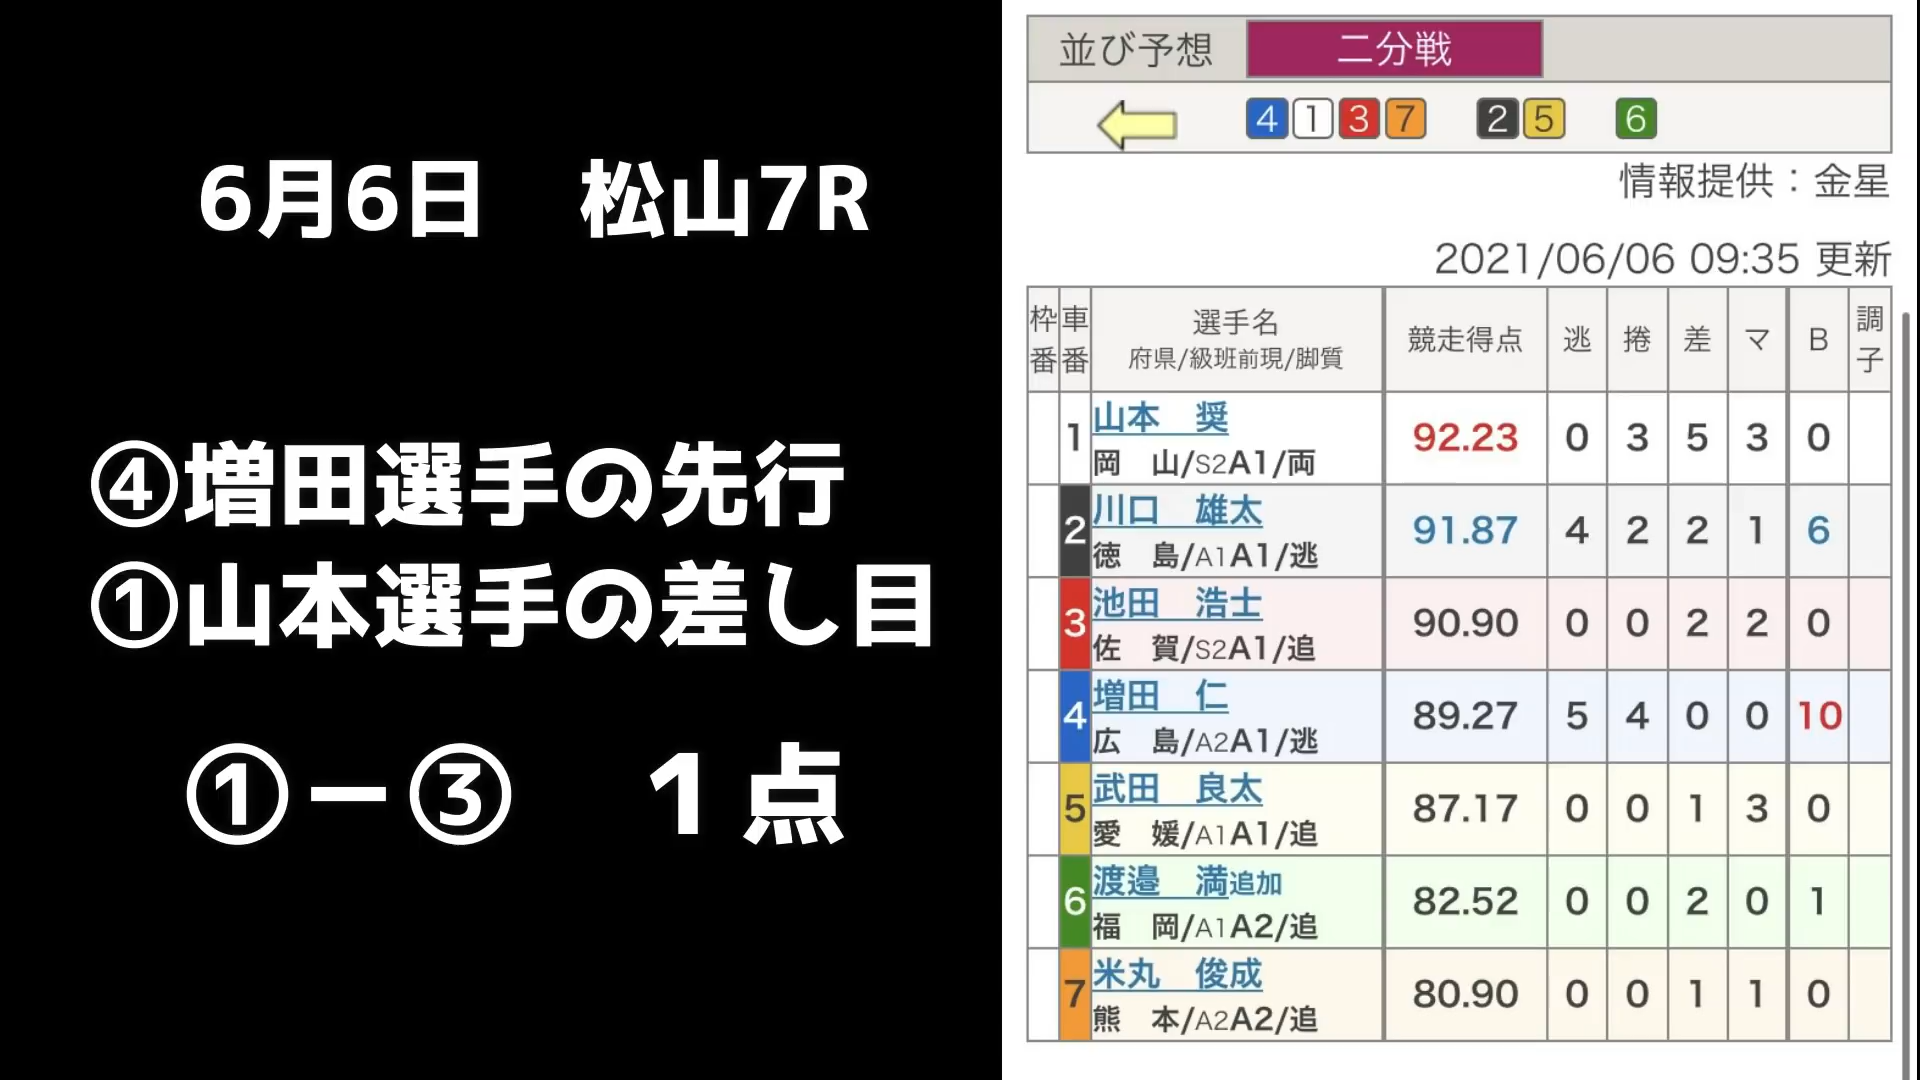 6月6日　松山7R
④増田選手の先行
①山本選手の差し目
①－③　１点
並び予想 二分戦
4 1 3 7 2 5 6
情報提供：金星
2021/06/06 09:35 更新
枠番 車番 選手名 府県/級班前現/脚質 競走得点 逃 捲 差 マ B 調子
1 山本　奨 92.23 0 3 5 3 0
岡　山/S2A1/両
2 川口　雄太 91.87 4 2 2 1 6
徳　島/A1A1/逃
3 池田　浩士 90.90 0 0 2 2 0
佐　賀/S2A1/追
4 増田　仁 89.27 5 4 0 0 10
広　島/A2A1/逃
5 武田　良太 87.17 0 0 1 3 0
愛　媛/A1A1/追
6 渡邉　満追加 82.52 0 0 2 0 1
福　岡/A1A2/追
7 米丸　俊成 80.90 0 0 1 1 0
熊　本/A2A2/追